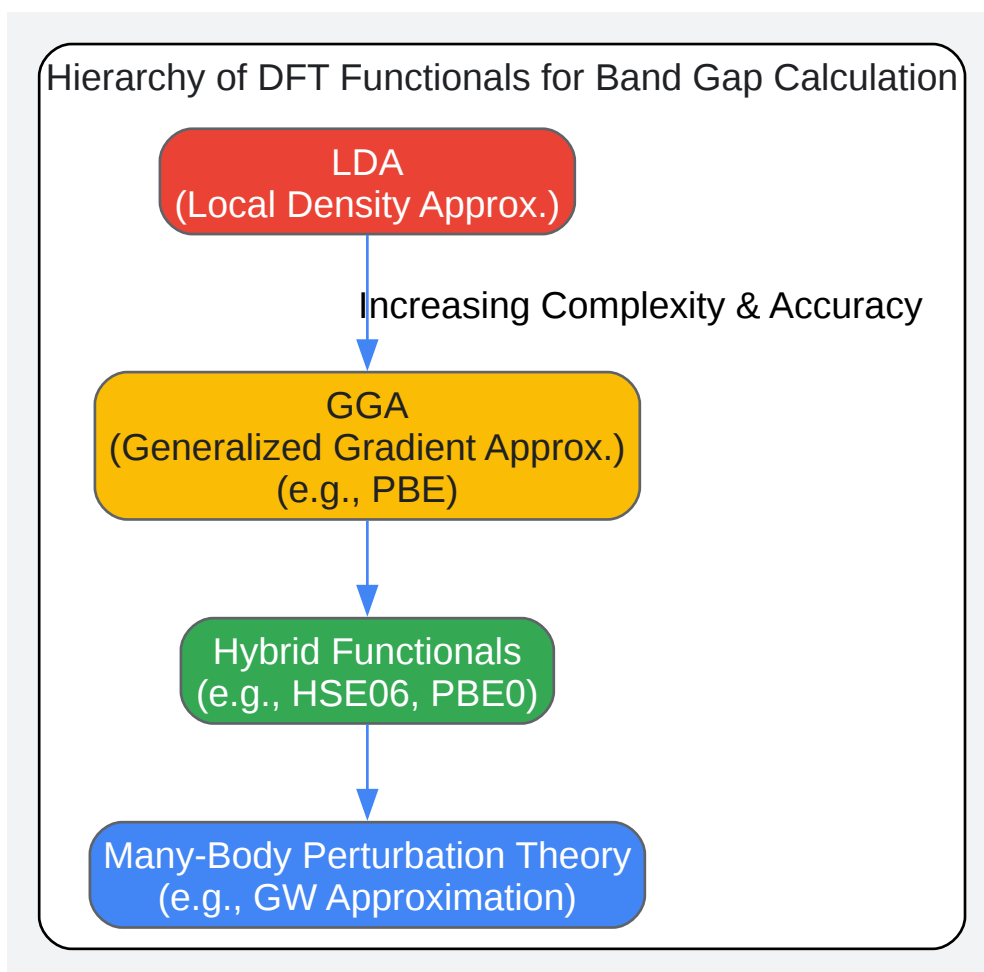 Hierarchy of DFT Functionals for Band Gap Calculation
LDA
(Local Density Approx.)
Increasing Complexity & Accuracy
GGA
(Generalized Gradient Approx.)
(e.g., PBE)
Hybrid Functionals
(e.g., HSE06, PBE0)
Many-Body Perturbation Theory
(e.g., GW Approximation)